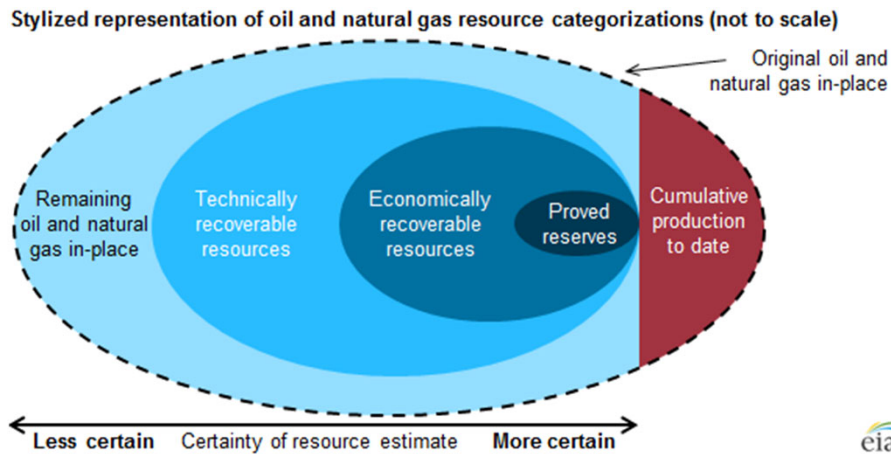 Stylized representation of oil and natural gas resource categorizations (not to scale)
Original oil and
natural gas in-place
Remaining
oil and natural
gas in-place
Technically
recoverable
resources
Economically
recoverable
resources
Proved
reserves
Cumulative
production
to date
Less certain Certainty of resource estimate More certain
eia